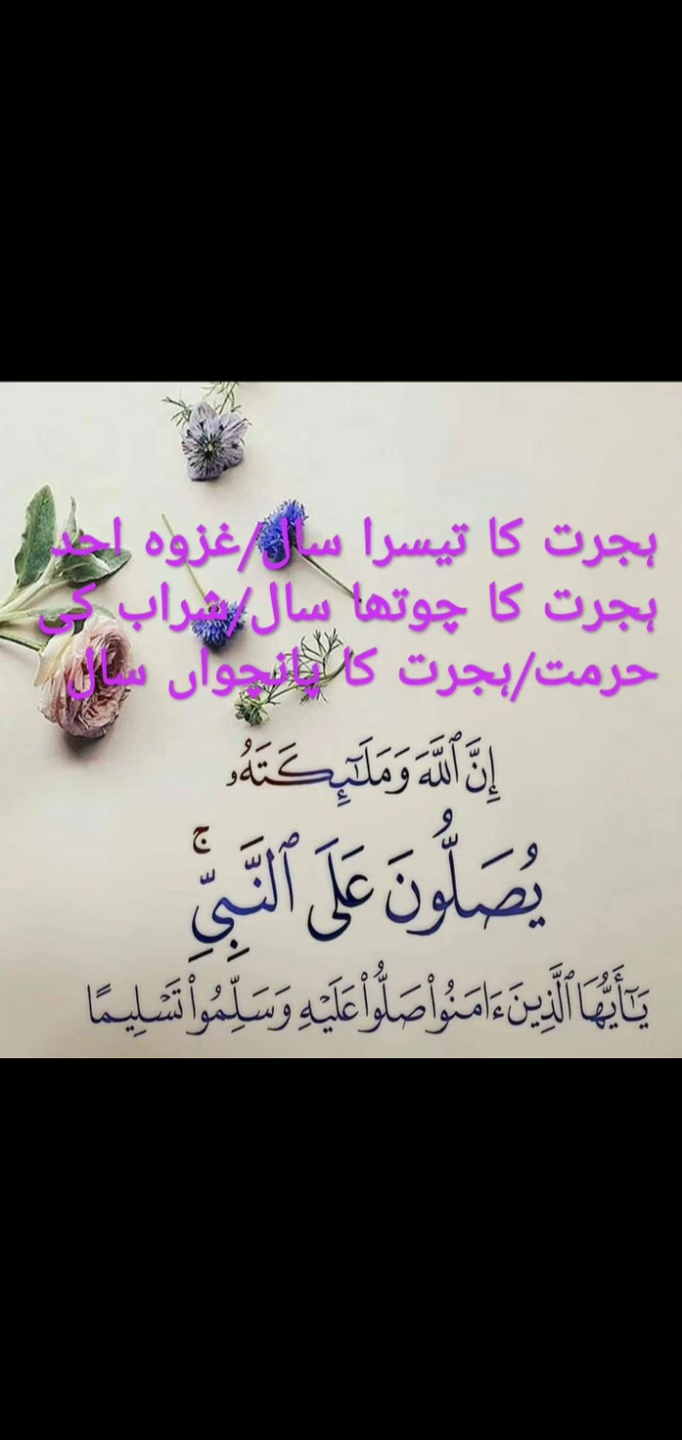 ہجرت کا تیسرا سال/غزوہ احد
ہجرت کا چوتھا سال/شراب کی
حرمت/ہجرت کا پانچواں سال
إِنَّ ٱللَّهَ وَمَلَـٰٓئِكَتَهُۥ
يُصَلُّونَ عَلَى ٱلنَّبِىِّ ۚ
يَـٰٓأَيُّهَا ٱلَّذِينَ ءَامَنُوا۟ صَلُّوا۟ عَلَيْهِ وَسَلِّمُوا۟ تَسْلِيمًا